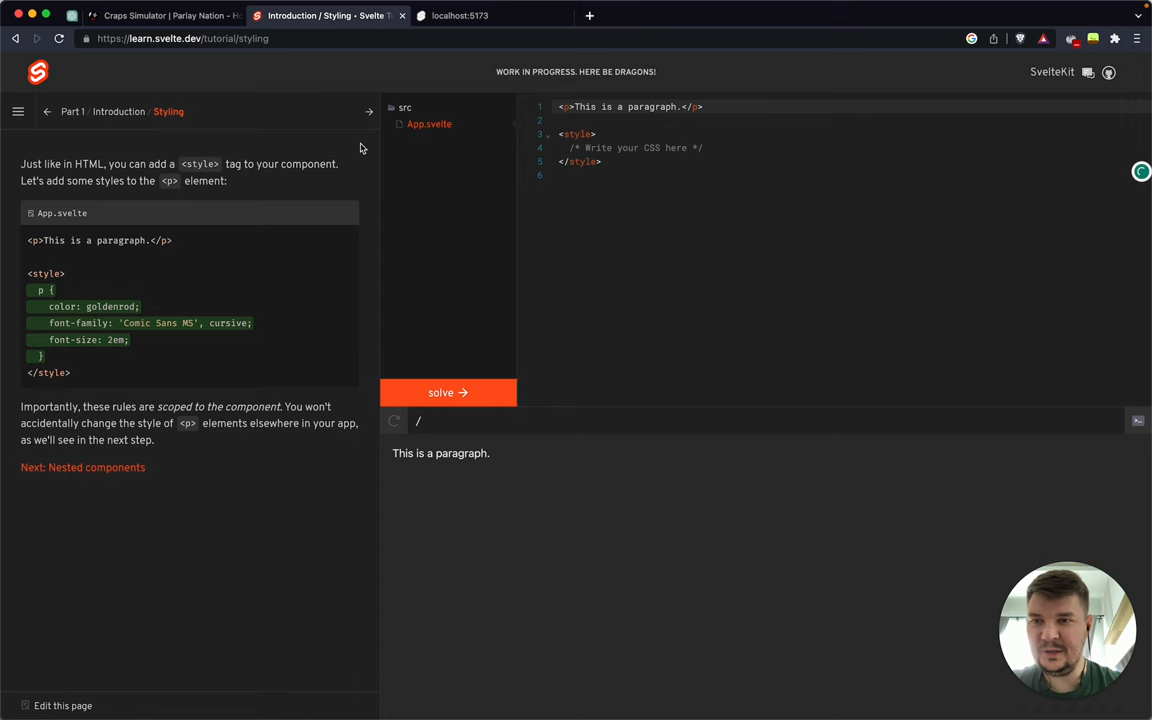 Craps Simulator | Parlay Nation - Ho
Introduction / Styling • Svelte T
localhost:5173
https://learn.svelte.dev/tutorial/styling
WORK IN PROGRESS. HERE BE DRAGONS!
SvelteKit
Part 1 / Introduction / Styling
Just like in HTML, you can add a <style> tag to your component.
Let's add some styles to the <p> element:
App.svelte
<p>This is a paragraph.</p>
<style>
p {
color: goldenrod;
font-family: 'Comic Sans MS', cursive;
font-size: 2em;
}
</style>
Importantly, these rules are scoped to the component. You won't
accidentally change the style of <p> elements elsewhere in your app,
as we'll see in the next step.
Next: Nested components
Edit this page
src
App.svelte
solve
1 <p>This is a paragraph.</p>
2
3 <style>
4 /* Write your CSS here */
5 </style>
6
/
This is a paragraph.